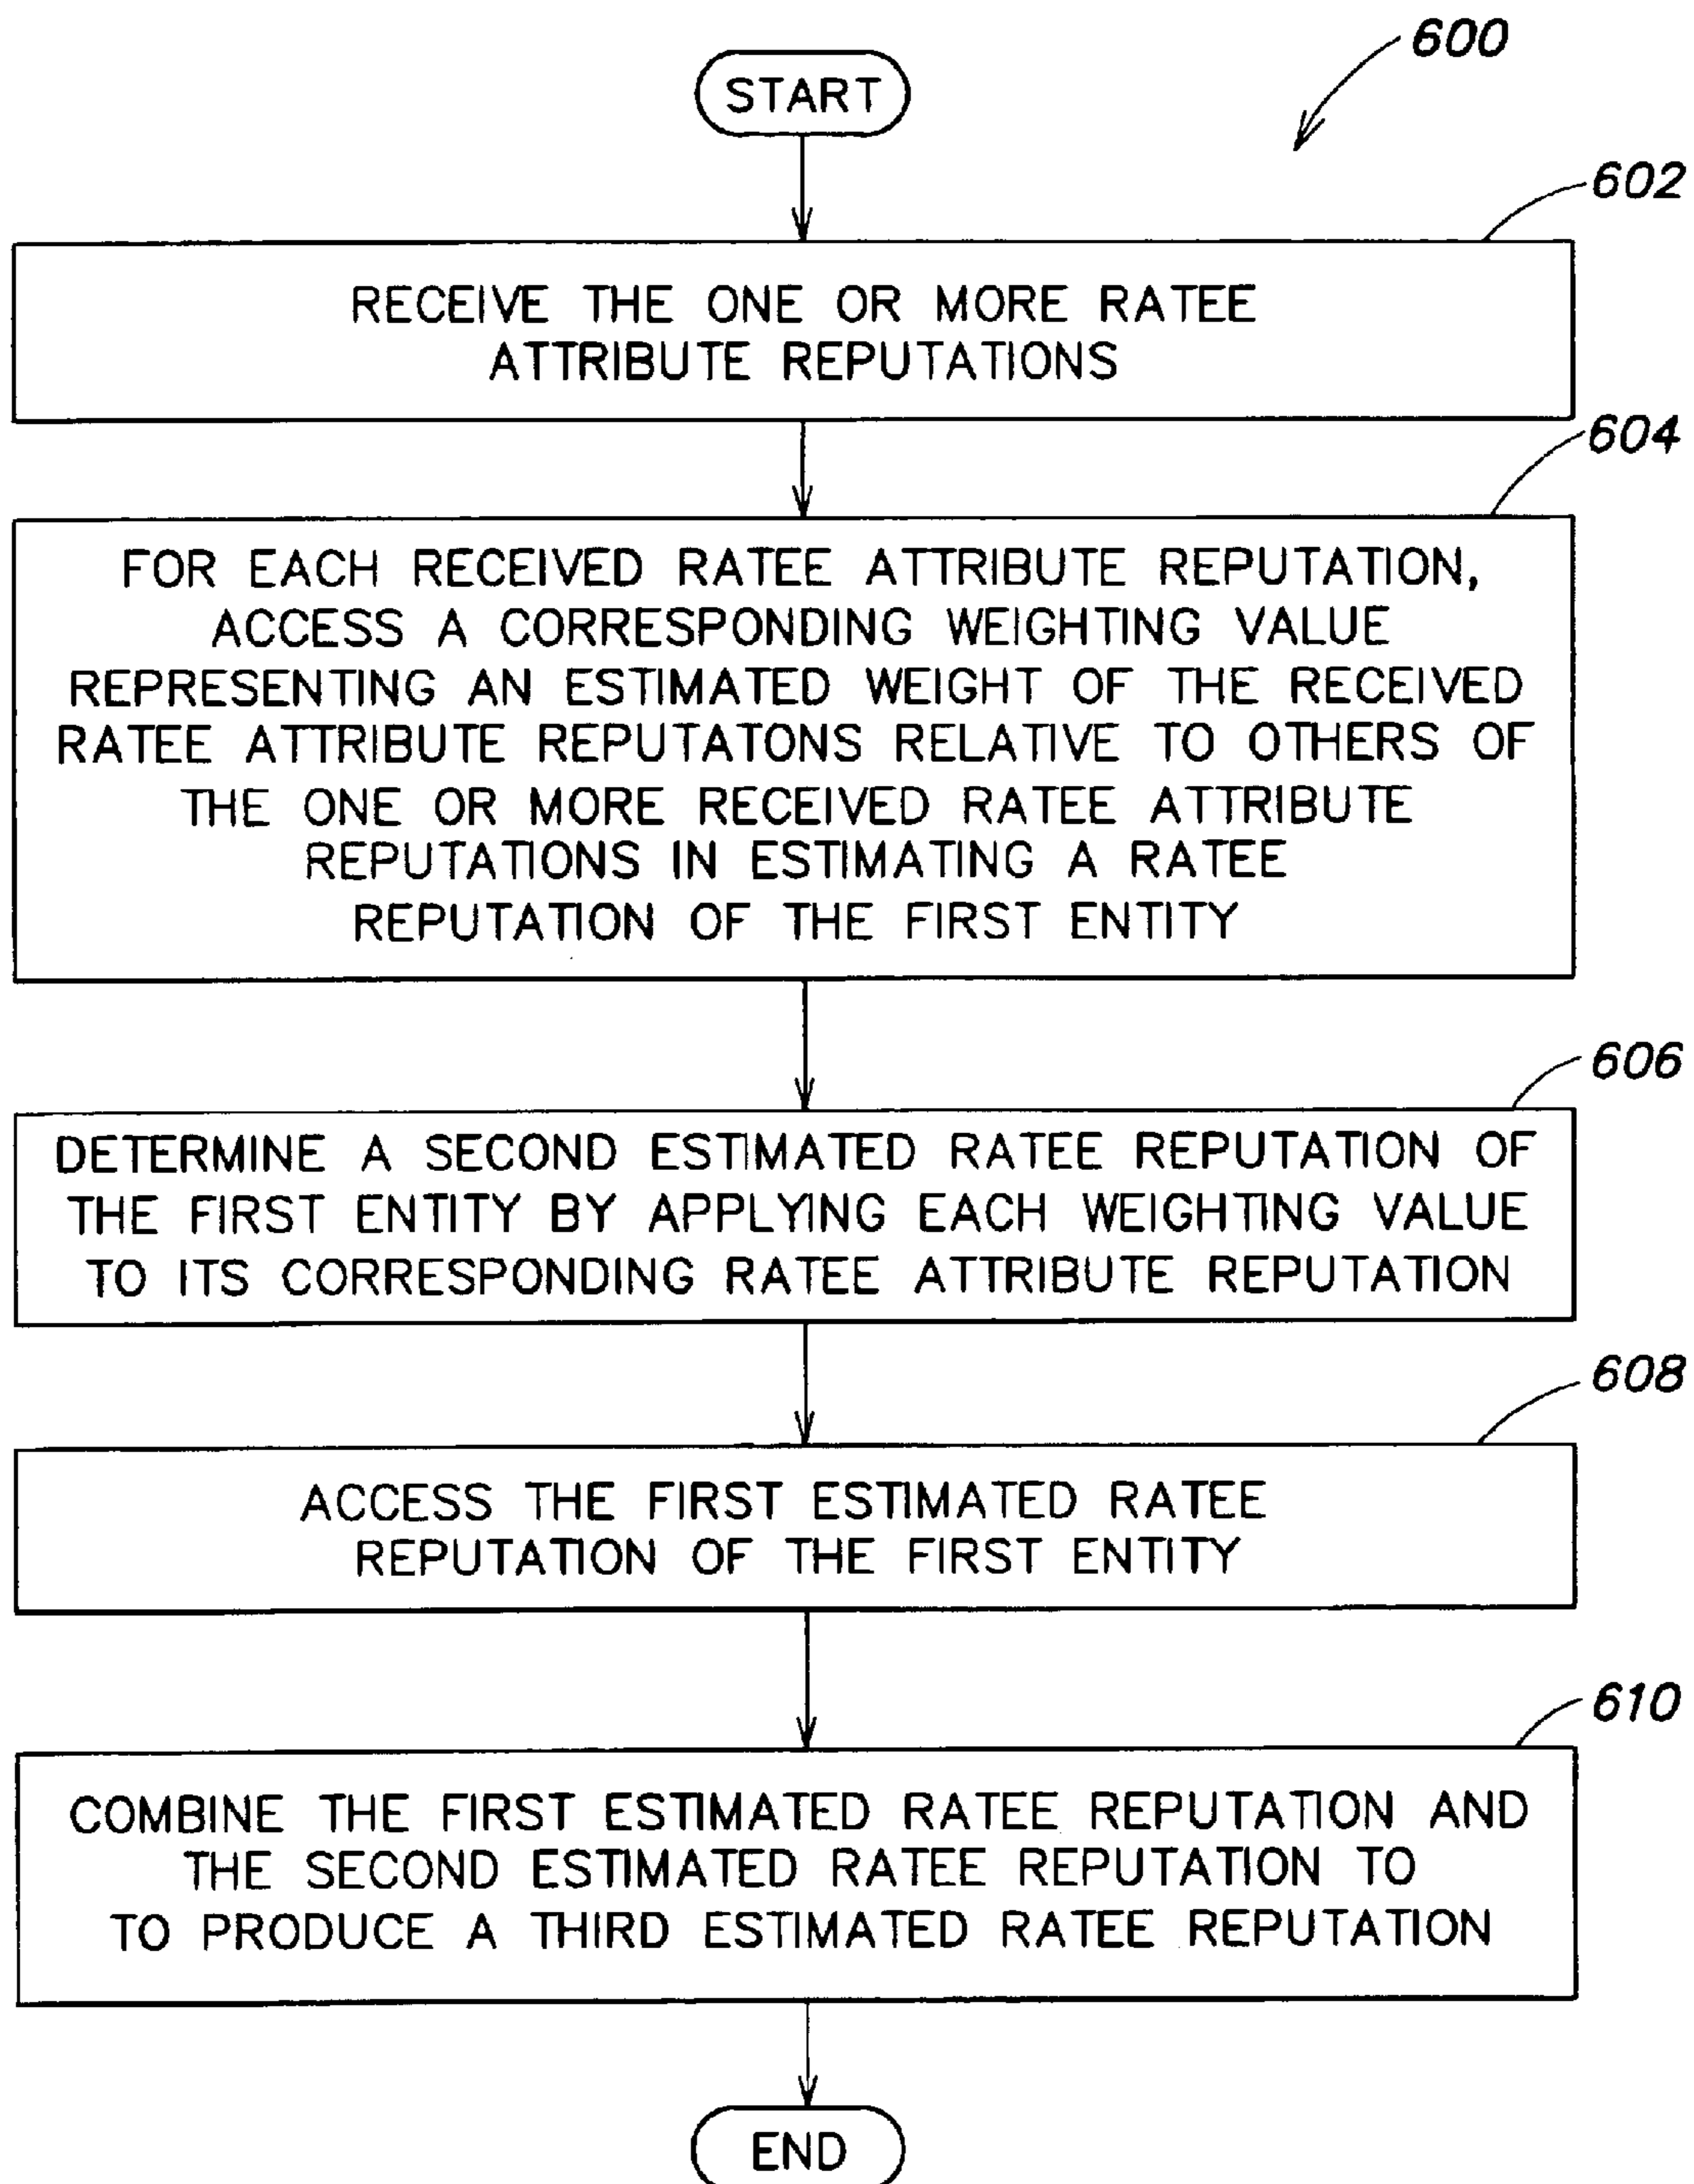 600
START
602
RECEIVE THE ONE OR MORE RATEE
ATTRIBUTE REPUTATIONS
604
FOR EACH RECEIVED RATEE ATTRIBUTE REPUTATION,
ACCESS A CORRESPONDING WEIGHTING VALUE
REPRESENTING AN ESTIMATED WEIGHT OF THE RECEIVED
RATEE ATTRIBUTE REPUTATONS RELATIVE TO OTHERS OF
THE ONE OR MORE RECEIVED RATEE ATTRIBUTE
REPUTATIONS IN ESTIMATING A RATEE
REPUTATION OF THE FIRST ENTITY
606
DETERMINE A SECOND ESTIMATED RATEE REPUTATION OF
THE FIRST ENTITY BY APPLYING EACH WEIGHTING VALUE
TO ITS CORRESPONDING RATEE ATTRIBUTE REPUTATION
608
ACCESS THE FIRST ESTIMATED RATEE
REPUTATION OF THE FIRST ENTITY
610
COMBINE THE FIRST ESTIMATED RATEE REPUTATION AND
THE SECOND ESTIMATED RATEE REPUTATION TO
TO PRODUCE A THIRD ESTIMATED RATEE REPUTATION
END